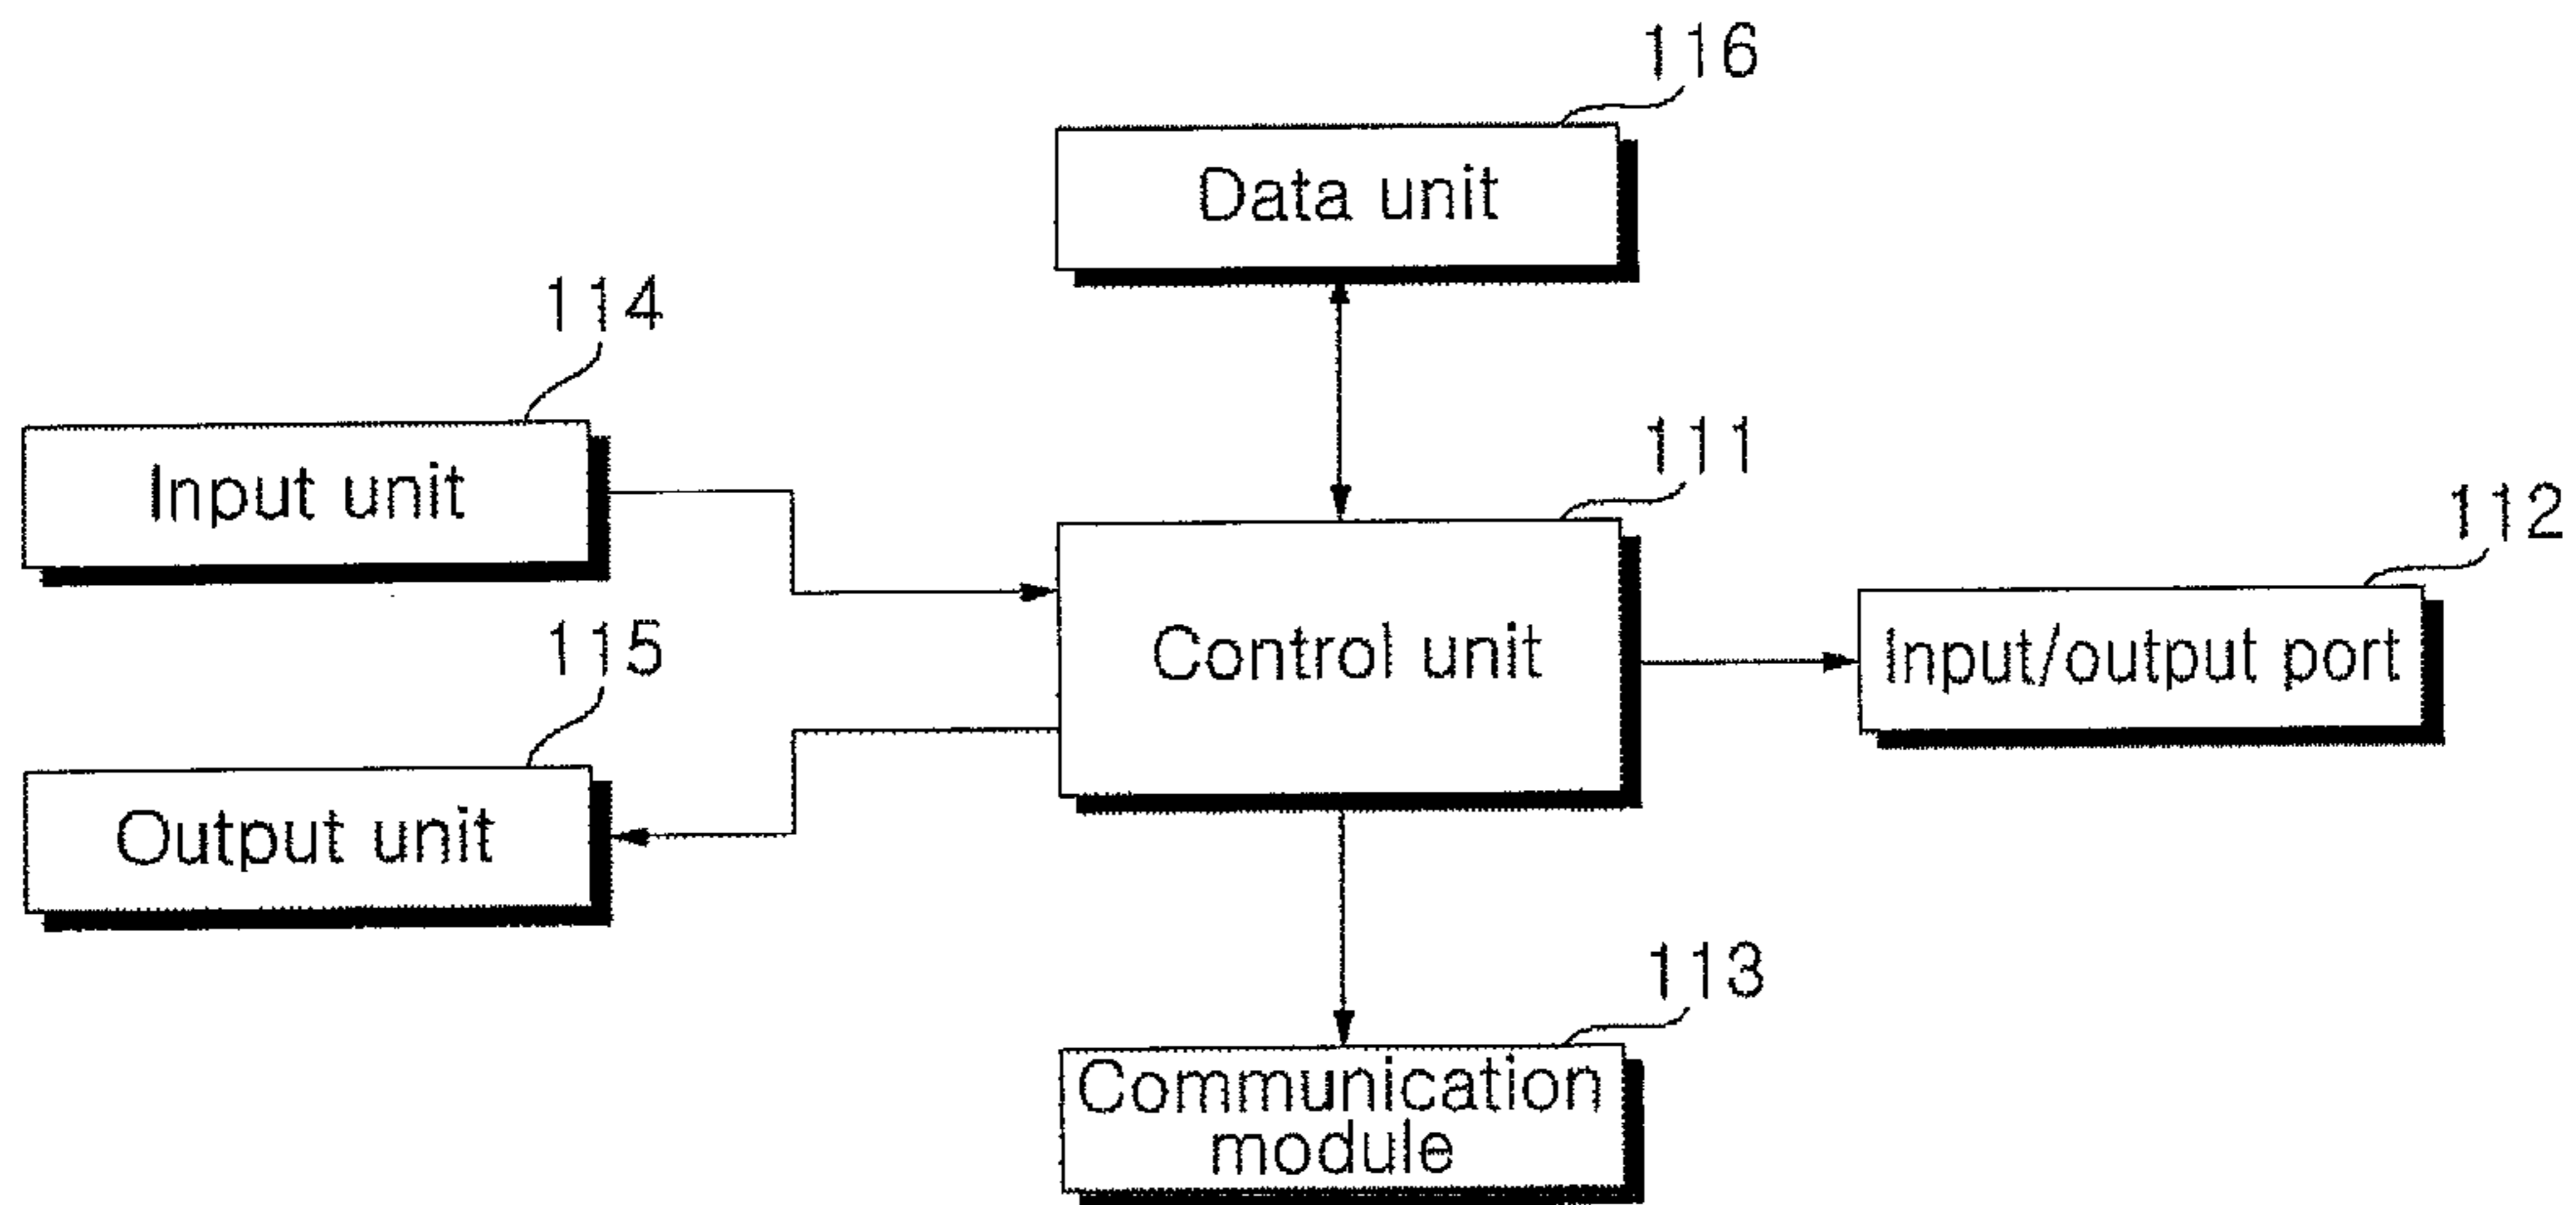 116
Data unit
114
Input unit
111
Control unit
112
Input/output port
115
Output unit
113
Communication
module